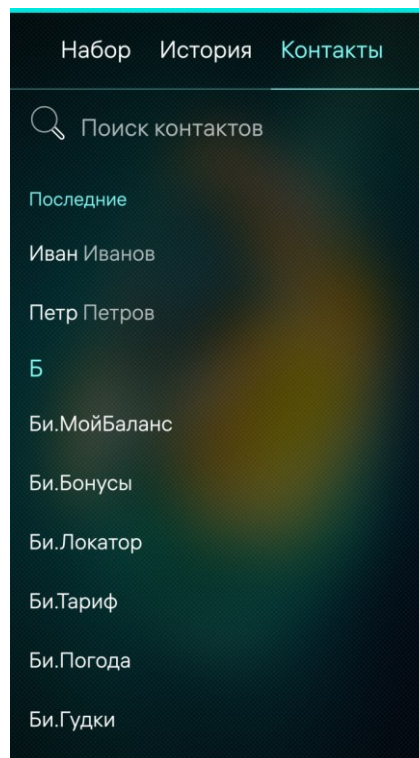 Набор История Контакты
Поиск контактов
Последние
Иван Иванов
Петр Петров
Б
Би.МойБаланс
Би.Бонусы
Би.Локатор
Би.Тариф
Би.Погода
Би.Гудки